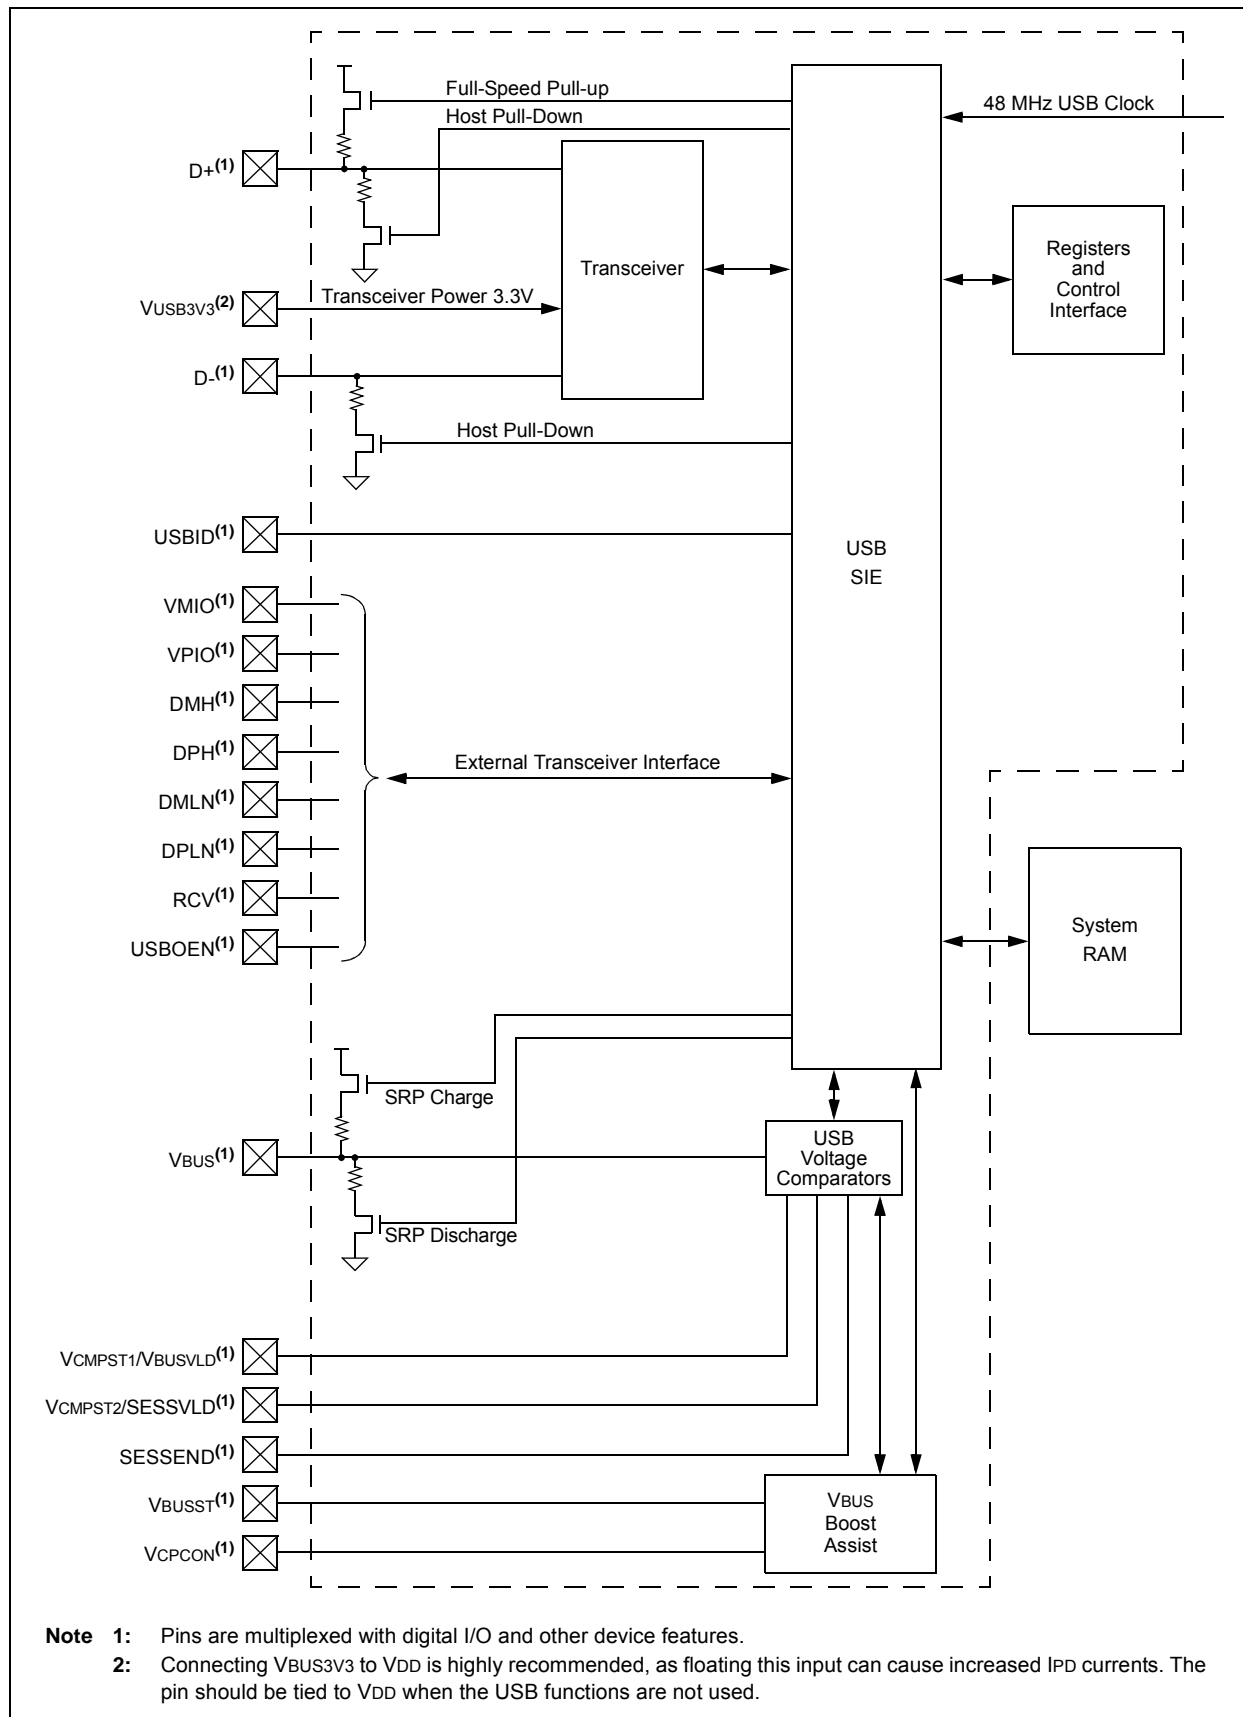 Full-Speed Pull-up
48 MHz USB Clock
Host Pull-Down
D+(1)
Registers
and
Control
Interface
Transceiver
VUSB3V3(2)
Transceiver Power 3.3V
D-(1)
Host Pull-Down
USBID(1)
USB
SIE
VMIO(1)
VPIO(1)
DMH(1)
DPH(1)
External Transceiver Interface
DMLN(1)
DPLN(1)
RCV(1)
USBOEN(1)
System
RAM
SRP Charge
USB
Voltage
Comparators
VBUS(1)
SRP Discharge
VCMPST1/VBUSVLD(1)
VCMPST2/SESSVLD(1)
SESSEND(1)
VBUSST(1)
VBUS
Boost
Assist
VCPCON(1)
Note 1: Pins are multiplexed with digital I/O and other device features.
2: Connecting VBUS3V3 to VDD is highly recommended, as floating this input can cause increased IPD currents. The
pin should be tied to VDD when the USB functions are not used.